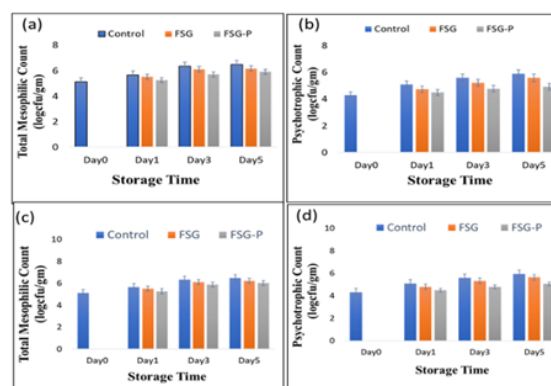 (a)
Control FSG FSG-P
Total Mesophilic Count
(logcfu/gm)
8
6
4
2
0
Day0 Day1 Day3 Day5
Storage Time
(b)
Control FSG FSG-P
Psychotrophic Count
(logcfu/gm)
8
6
4
2
0
Day0 Day1 Day3 Day5
Storage Time
(c)
Control FSG FSG-P
Total Mesophilic Count
(logcfu/gm)
10
8
6
4
2
0
Day0 Day1 Day3 Day5
Storage Time
(d)
Control FSG FSG-P
Psychotrophic Count
(logcfu/gm)
10
8
6
4
2
0
Day0 Day1 Day3 Day5
Storage Time